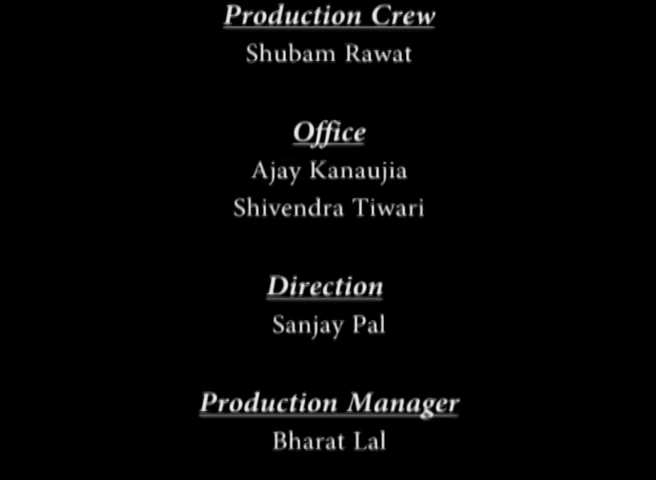 Production Crew
Shubam Rawat
Office
Ajay Kanaujia
Shivendra Tiwari
Direction
Sanjay Pal
Production Manager
Bharat Lal